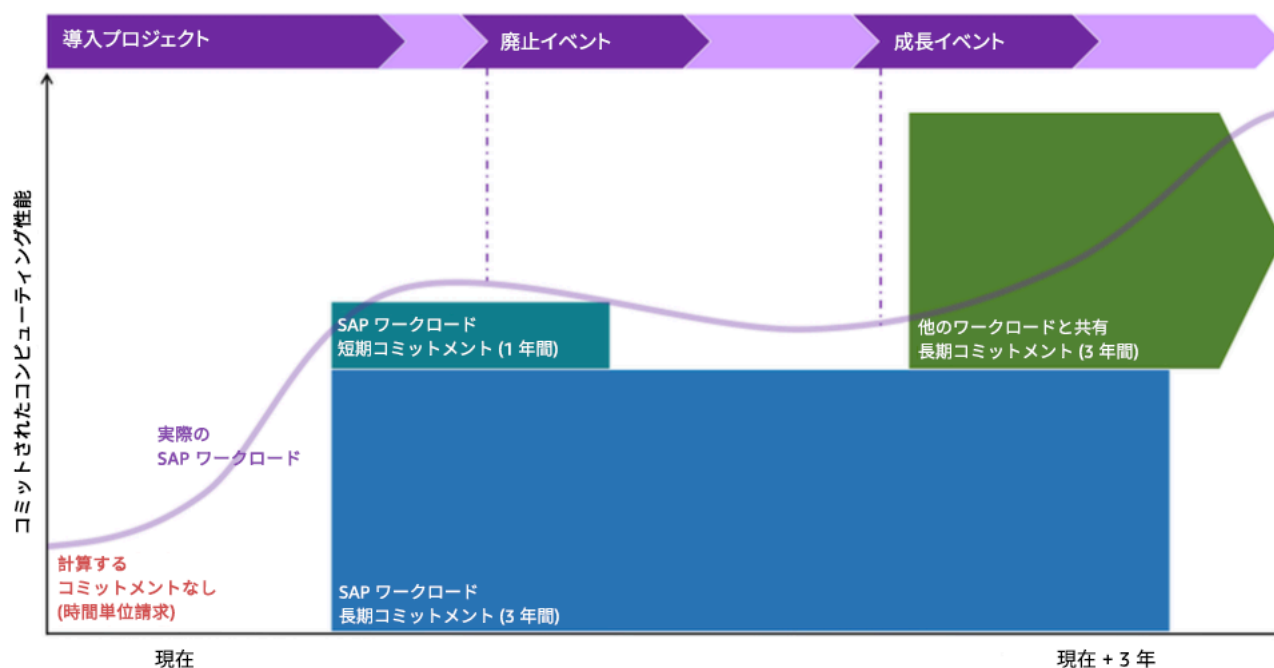 導入プロジェクト
廃止イベント
成長イベント
コミットされたコンピューティング性能
SAP ワークロード
短期コミットメント (1 年間)
他のワークロードと共有
長期コミットメント (3 年間)
実際の
SAP ワークロード
計算する
コミットメントなし
(時間単位請求)
SAP ワークロード
長期コミットメント (3 年間)
現在
現在 + 3 年